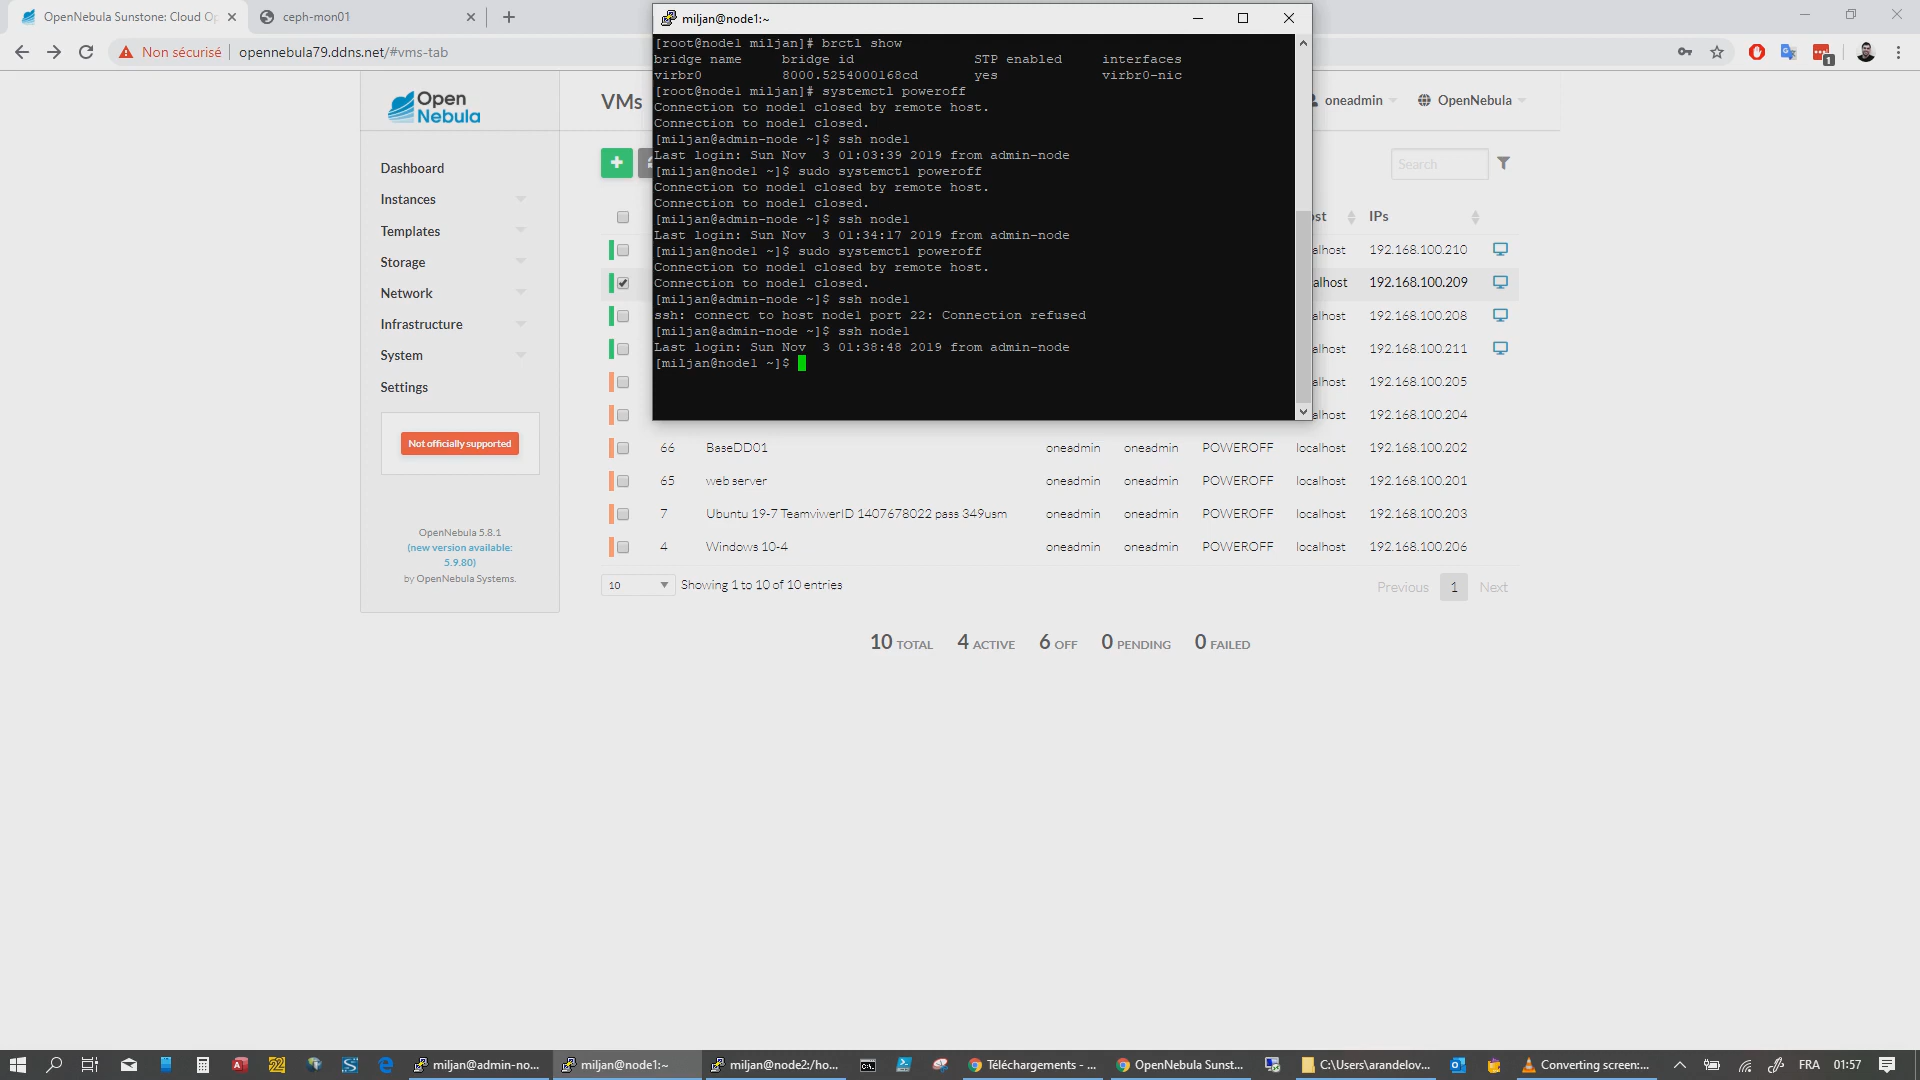 OpenNebula Sunstone: Cloud Op
ceph-mon01
Non sécurisé
opennebula79.ddns.net/#vms-tab
1
Open
Nebula
VMs
oneadmin
OpenNebula
Search
Dashboard
Instances
Templates
Storage
Network
Infrastructure
System
Settings
Not officially supported
OpenNebula 5.8.1
(new version available:
5.9.80)
by OpenNebula Systems.
miljan@node1:~
[root@node1 miljan]# brctl show
bridge name bridge id STP enabled interfaces
virbr0 8000.5254000168cd yes virbr0-nic
[root@node1 miljan]# systemctl poweroff
Connection to node1 closed by remote host.
Connection to node1 closed.
[miljan@admin-node ~]$ ssh node1
Last login: Sun Nov  3 01:03:39 2019 from admin-node
[miljan@node1 ~]$ sudo systemctl poweroff
Connection to node1 closed by remote host.
Connection to node1 closed.
[miljan@admin-node ~]$ ssh node1
Last login: Sun Nov  3 01:34:17 2019 from admin-node
[miljan@node1 ~]$ sudo systemctl poweroff
Connection to node1 closed by remote host.
Connection to node1 closed.
[miljan@admin-node ~]$ ssh node1
ssh: connect to host node1 port 22: Connection refused
[miljan@admin-node ~]$ ssh node1
Last login: Sun Nov  3 01:38:48 2019 from admin-node
[miljan@node1 ~]$
st IPs
alhost 192.168.100.210
alhost 192.168.100.209
alhost 192.168.100.208
alhost 192.168.100.211
alhost 192.168.100.205
alhost 192.168.100.204
66 BaseDD01 oneadmin oneadmin POWEROFF localhost 192.168.100.202
65 web server oneadmin oneadmin POWEROFF localhost 192.168.100.201
7 Ubuntu 19-7 TeamviwerID 1407678022 pass 349usm oneadmin oneadmin POWEROFF localhost 192.168.100.203
4 Windows 10-4 oneadmin oneadmin POWEROFF localhost 192.168.100.206
10 Showing 1 to 10 of 10 entries Previous 1 Next
10 TOTAL 4 ACTIVE 6 OFF 0 PENDING 0 FAILED
miljan@admin-no... miljan@node1:~ miljan@node2:/ho... Téléchargements - ... OpenNebula Sunst... C:\Users\arandelov... Converting screen:... FRA 01:57